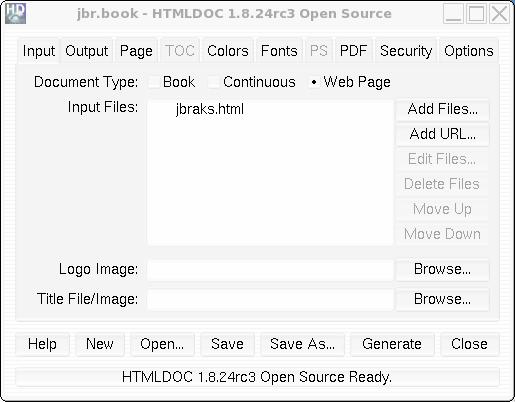 jbr.book - HTMLDOC 1.8.24rc3 Open Source
Input Output Page TOC Colors Fonts PS PDF Security Options
Document Type: Book Continuous Web Page
Input Files: jbraks.html Add Files...
Add URL...
Edit Files...
Delete Files
Move Up
Move Down
Logo Image: Browse...
Title File/Image: Browse...
Help New Open... Save Save As... Generate Close
HTMLDOC 1.8.24rc3 Open Source Ready.